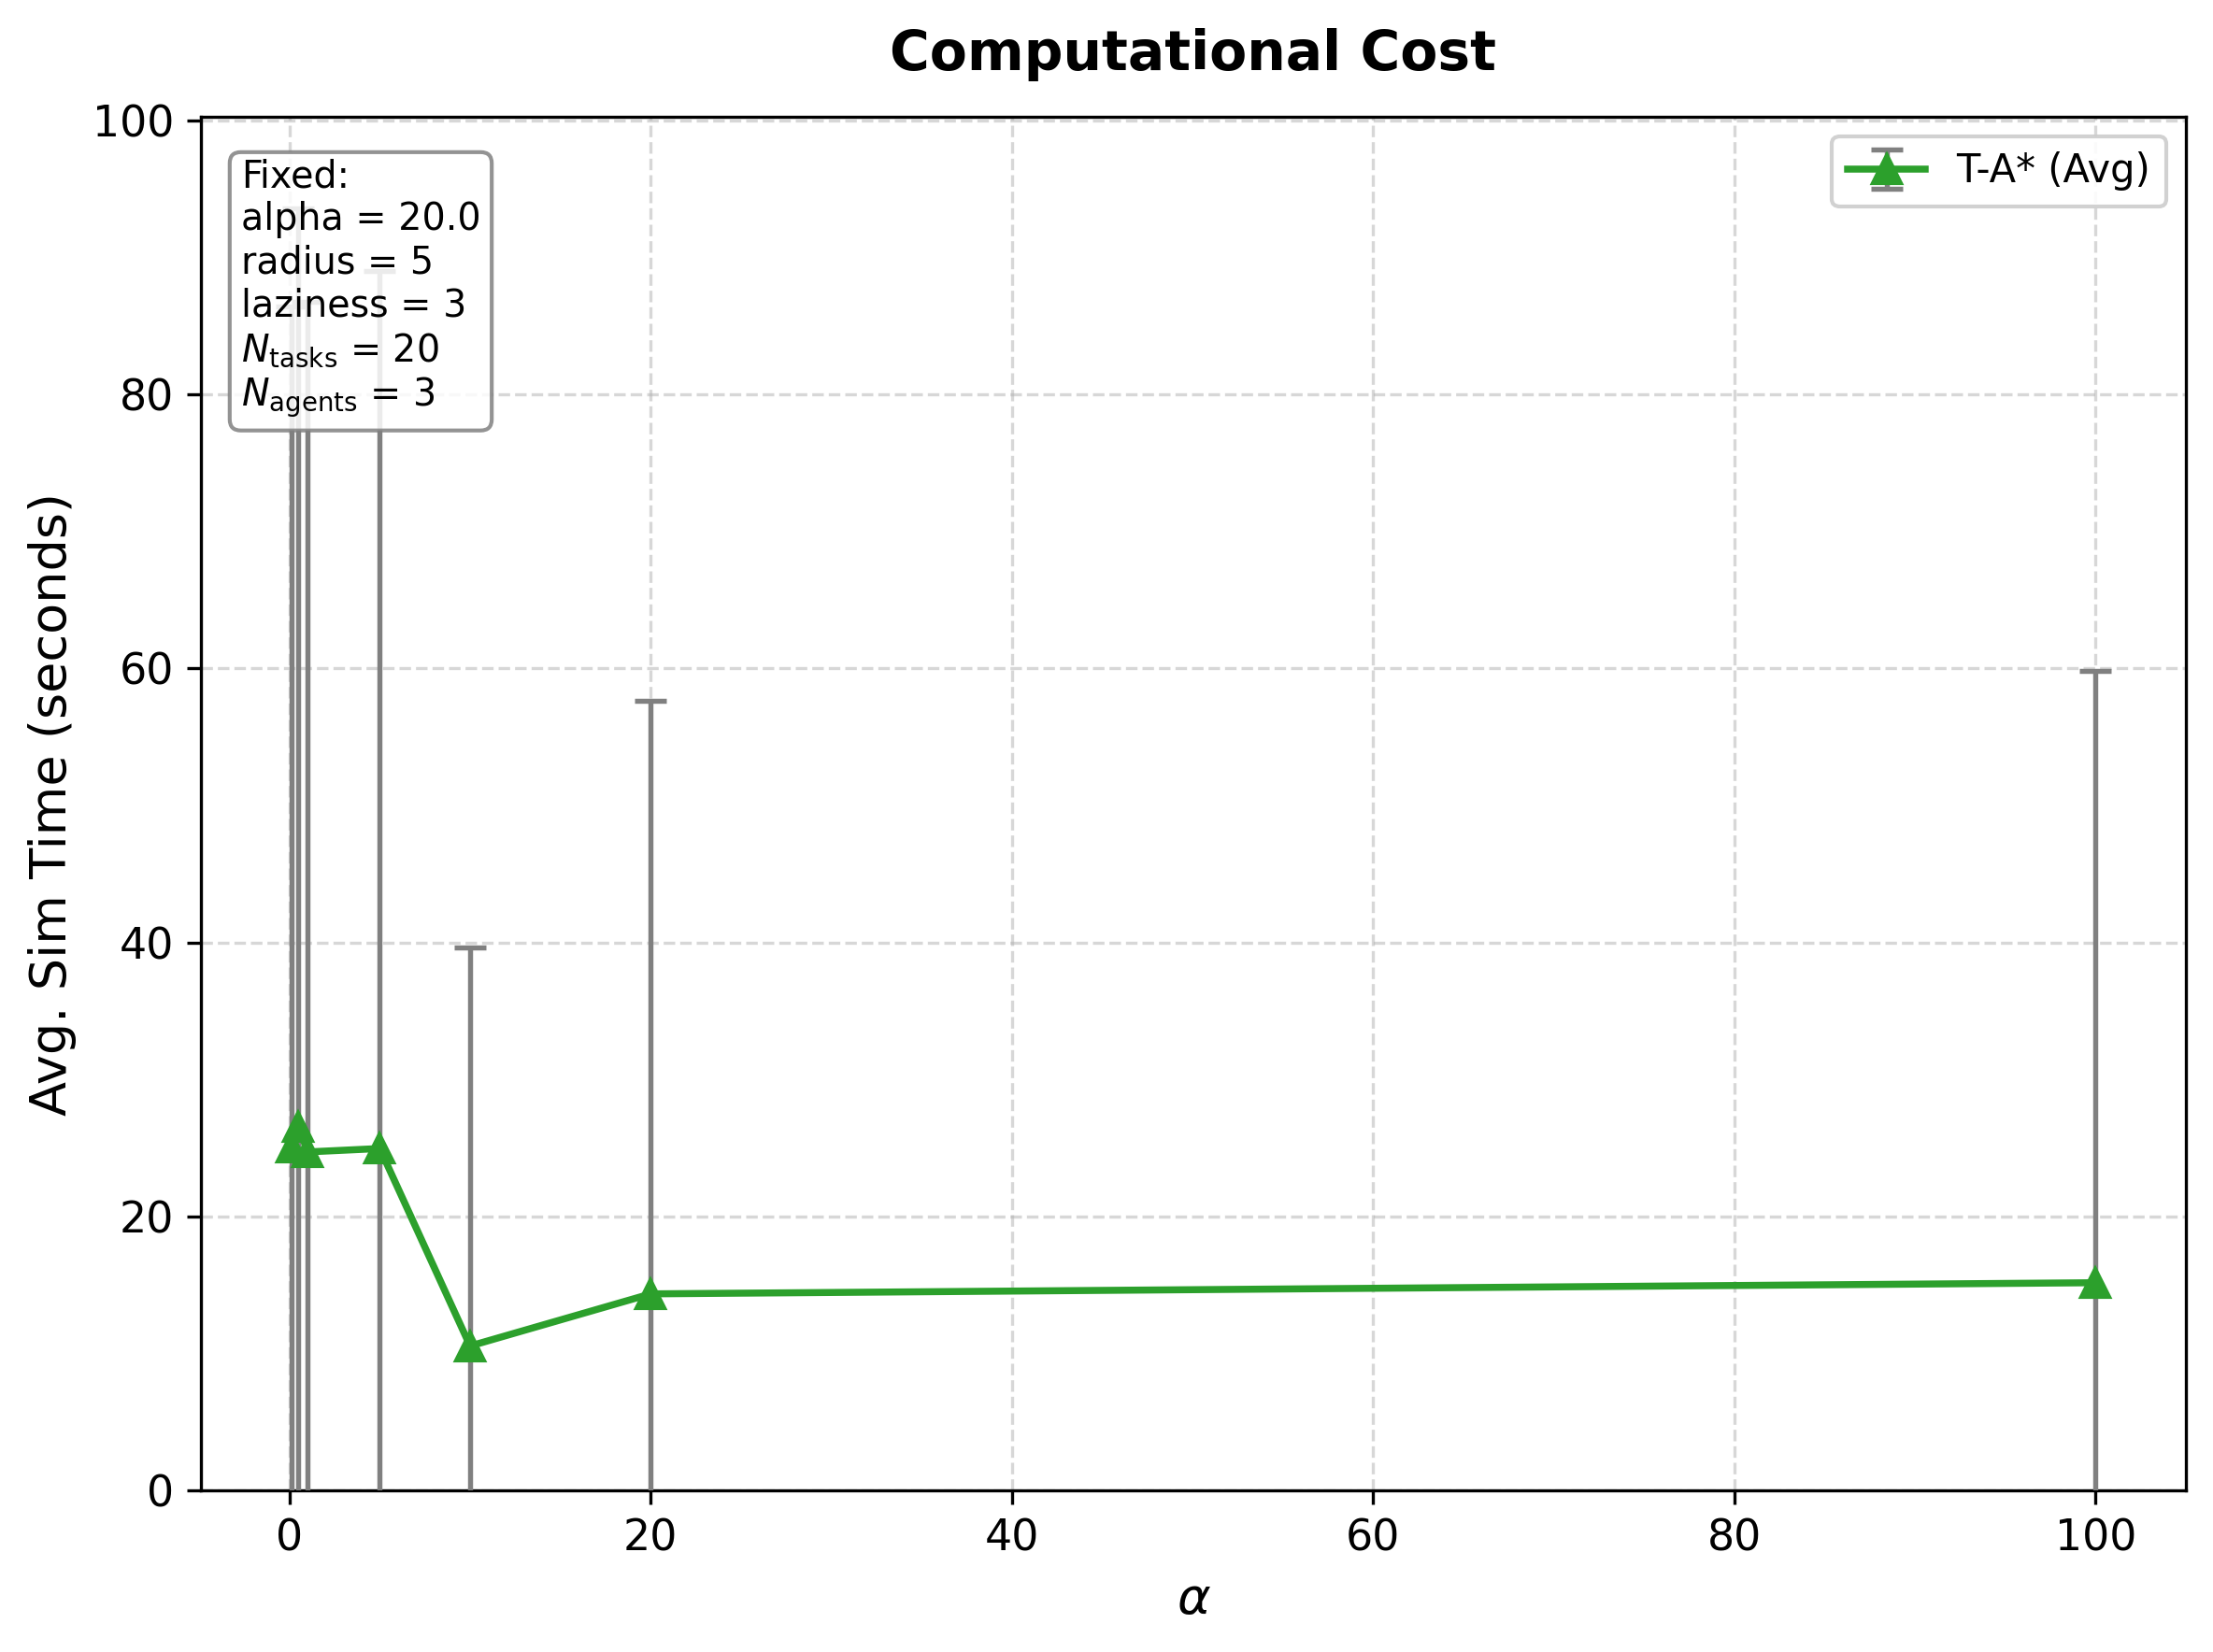 Computational Cost
100
80
60
40
20
0
Avg. Sim Time (seconds)
Fixed:
alpha = 20.0
radius = 5
laziness = 3
N_tasks = 20
N_agents = 3
T-A* (Avg)
0 20 40 60 80 100
α